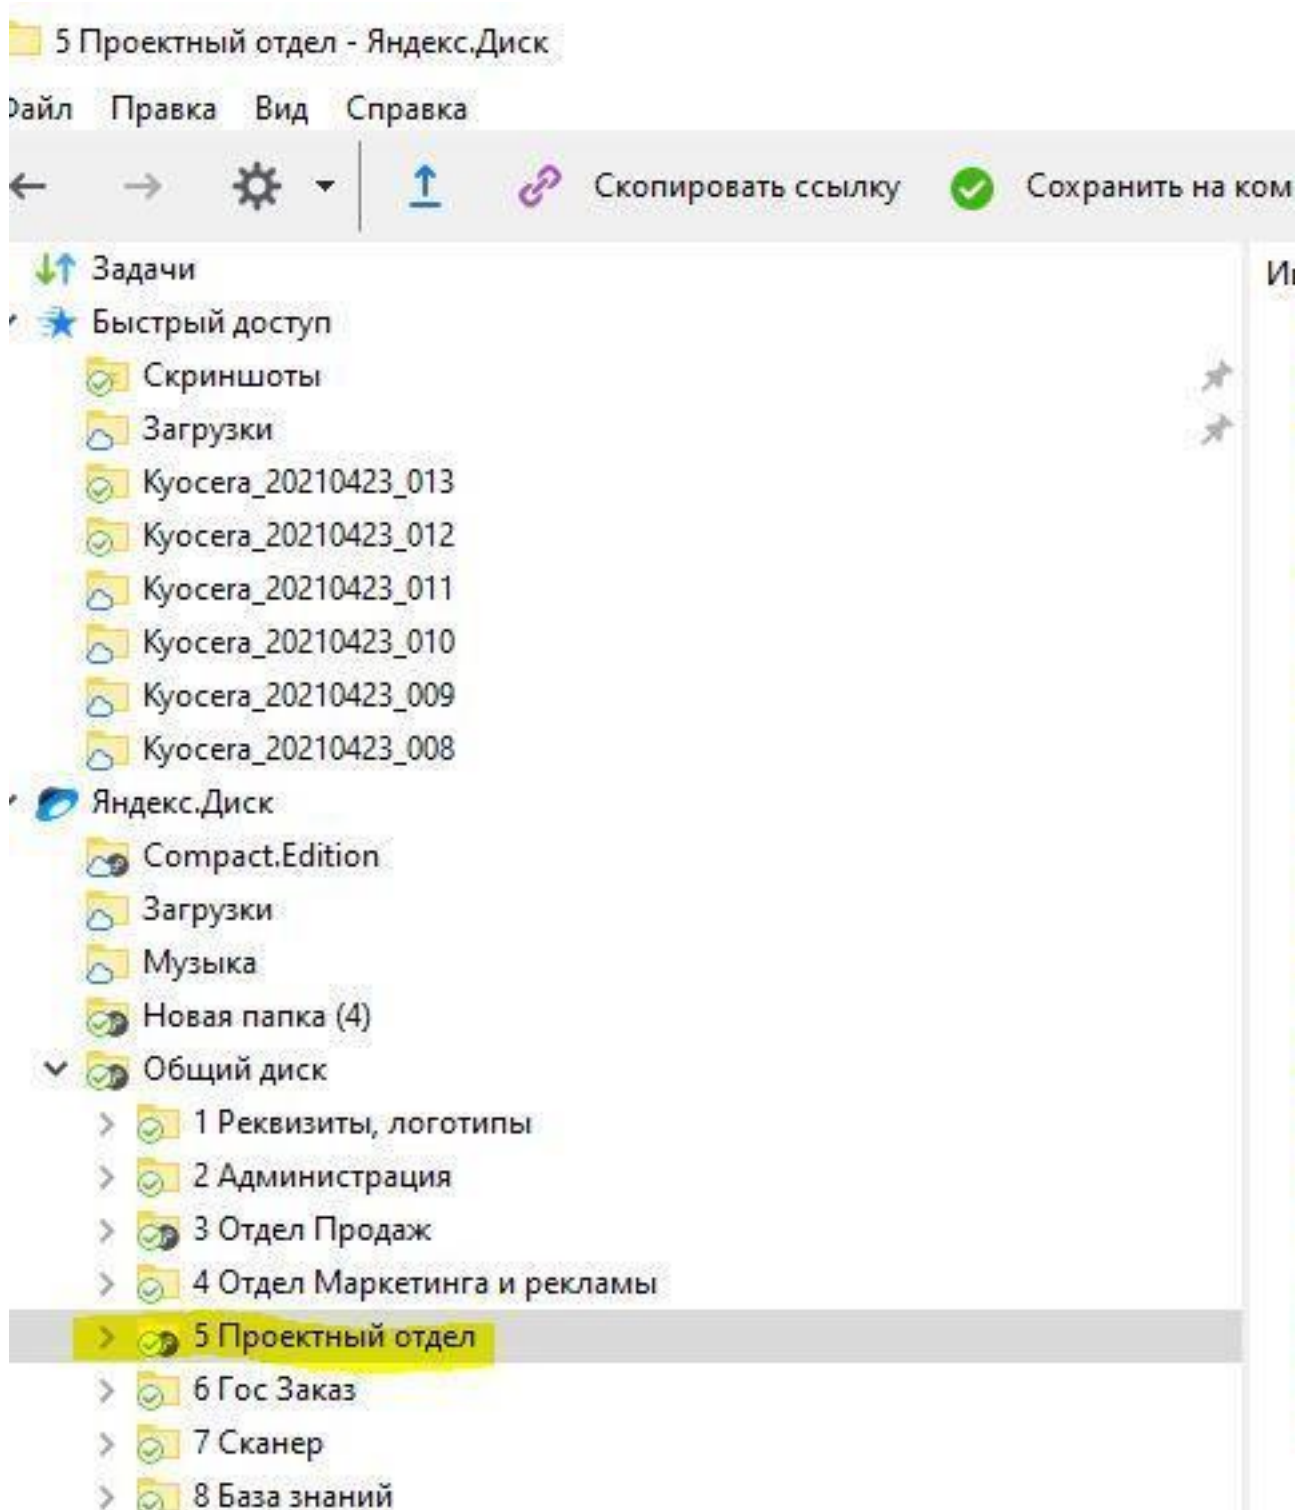 5 Проектный отдел - Яндекс.Диск
Файл Правка Вид Справка
Скопировать ссылку Сохранить на ком
Задачи
Быстрый доступ
Скриншоты
Загрузки
Kyocera_20210423_013
Kyocera_20210423_012
Kyocera_20210423_011
Kyocera_20210423_010
Kyocera_20210423_009
Kyocera_20210423_008
Яндекс.Диск
Compact.Edition
Загрузки
Музыка
Новая папка (4)
Общий диск
1 Реквизиты, логотипы
2 Администрация
3 Отдел Продаж
4 Отдел Маркетинга и рекламы
5 Проектный отдел
6 Гос Заказ
7 Сканер
8 База знаний